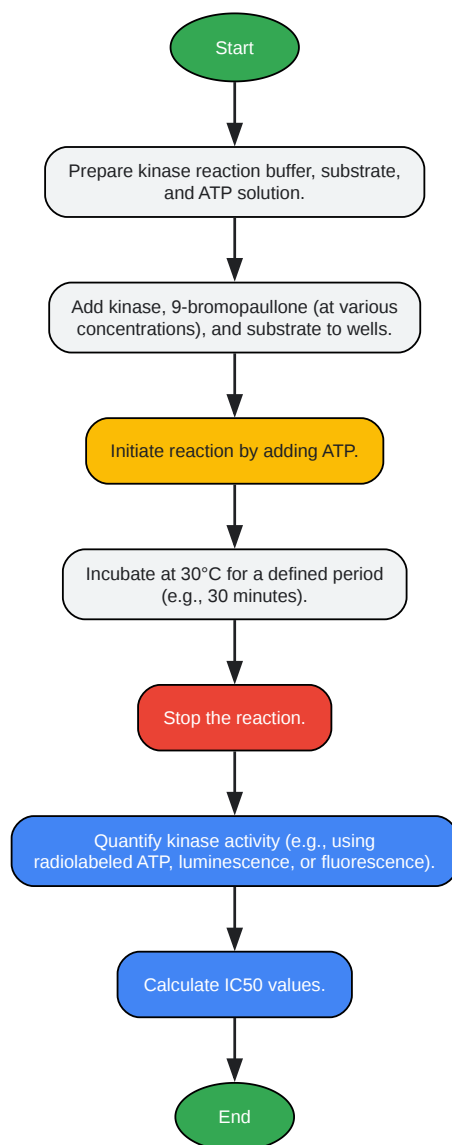 Start
Prepare kinase reaction buffer, substrate,
and ATP solution.
Add kinase, 9-bromopaullone (at various
concentrations), and substrate to wells.
Initiate reaction by adding ATP.
Incubate at 30°C for a defined period
(e.g., 30 minutes).
Stop the reaction.
Quantify kinase activity (e.g., using
radiolabeled ATP, luminescence, or fluorescence).
Calculate IC50 values.
End